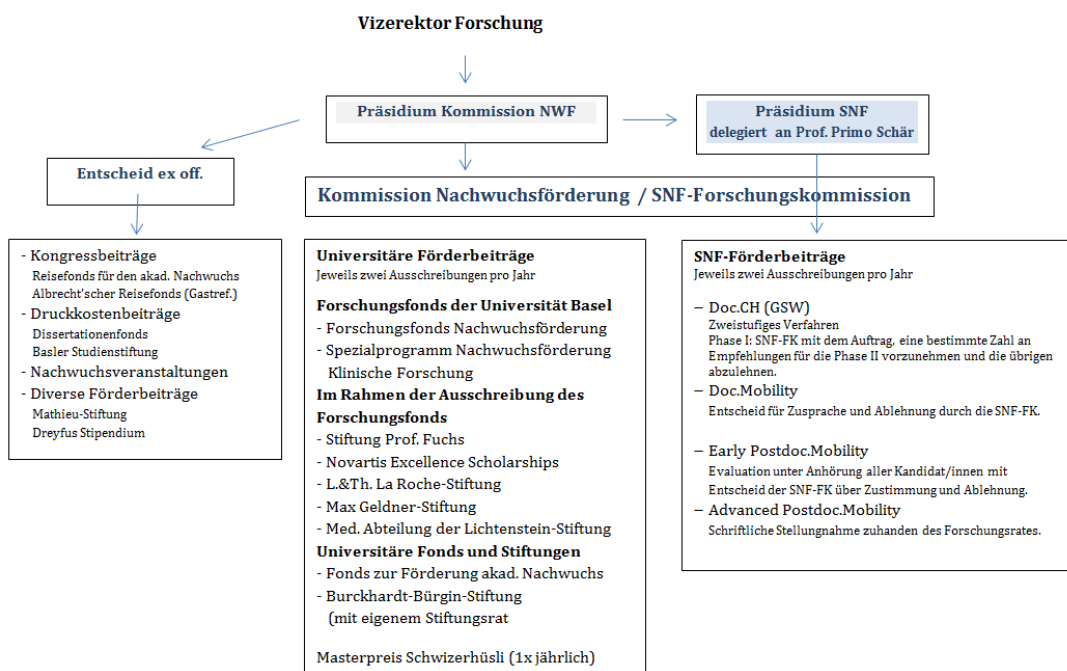 Vizerektor Forschung
Präsidium Kommission NWF
Präsidium SNF
delegiert an Prof. Primo Schär
Entscheid ex off.
Kommission Nachwuchsförderung / SNF-Forschungskommission
- Kongressbeiträge
Reisefonds für den akad. Nachwuchs
Albrecht'scher Reisefonds (Gastref.)
- Druckkostenbeiträge
Dissertationenfonds
Basler Studienstiftung
- Nachwuchsveranstaltungen
- Diverse Förderbeiträge
Mathieu-Stiftung
Dreyfus Stipendium
Universitäre Förderbeiträge
Jeweils zwei Ausschreibungen pro Jahr
Forschungsfonds der Universität Basel
- Forschungsfonds Nachwuchsförderung
- Spezialprogramm Nachwuchsförderung
Klinische Forschung
Im Rahmen der Ausschreibung des
Forschungsfonds
- Stiftung Prof. Fuchs
- Novartis Excellence Scholarships
- L.&Th. La Roche-Stiftung
- Max Geldner-Stiftung
- Med. Abteilung der Lichtenstein-Stiftung
Universitäre Fonds und Stiftungen
- Fonds zur Förderung akad. Nachwuchs
- Burckhardt-Bürgin-Stiftung
(mit eigenem Stiftungsrat
Masterpreis Schwizerhüsli (1x jährlich)
SNF-Förderbeiträge
Jeweils zwei Ausschreibungen pro Jahr
– Doc.CH (GSW)
Zweistufiges Verfahren
Phase I: SNF-FK mit dem Auftrag, eine bestimmte Zahl an
Empfehlungen für die Phase II vorzunehmen und die übrigen
abzulehnen.
– Doc.Mobility
Entscheid für Zusprache und Ablehnung durch die SNF-FK.
– Early Postdoc.Mobility
Evaluation unter Anhörung aller Kandidat/innen mit
Entscheid der SNF-FK über Zustimmung und Ablehnung.
– Advanced Postdoc.Mobility
Schriftliche Stellungnahme zuhanden des Forschungsrates.